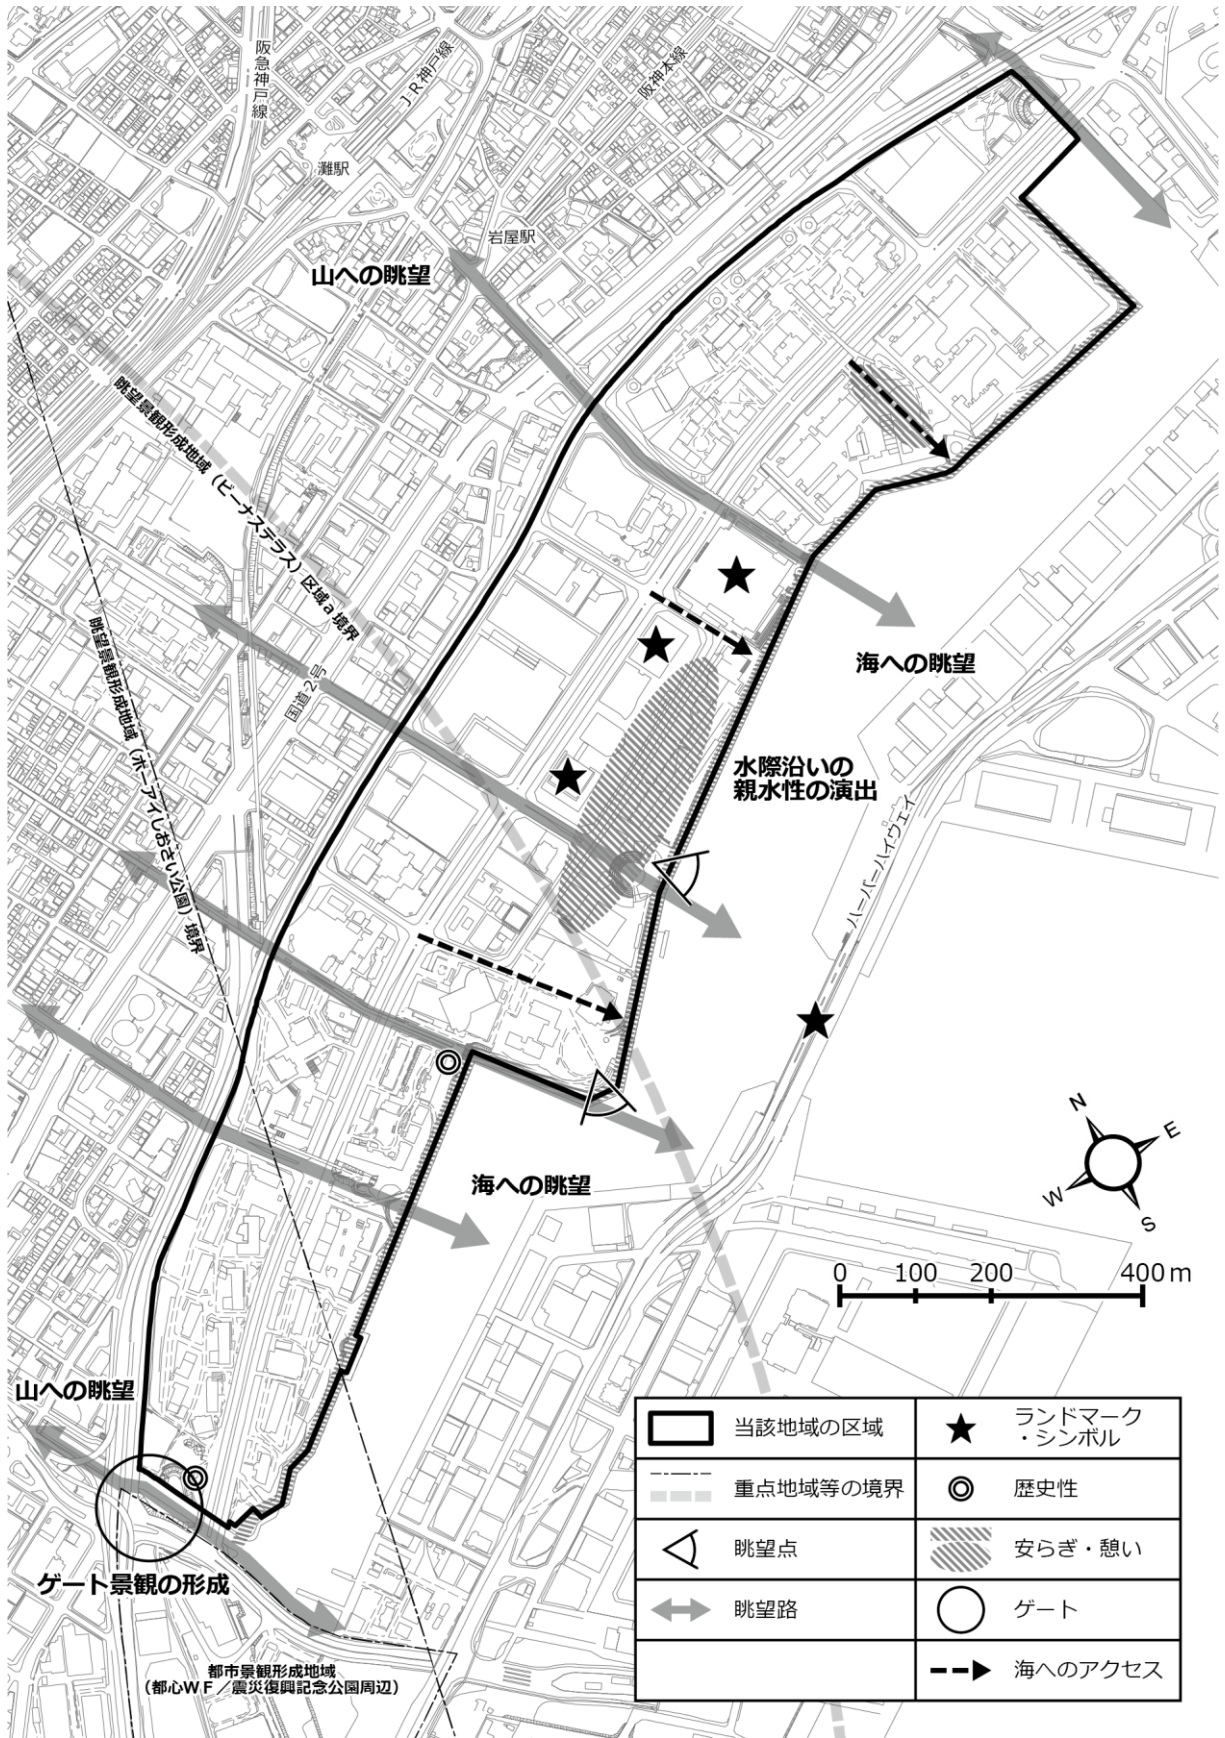 阪急神戸線
JR神戸線
阪神本線
灘駅
岩屋駅
山への眺望
眺望景観形成地域（ビーナステラス）区域a境界
眺望景観形成地域（ポーアイしおさい公園）境界
国道２号
海への眺望
水際沿いの
親水性の演出
ハーバーハイウェイ
海への眺望
N
E
W
S
0 100 200 400m
山への眺望
ゲート景観の形成
都市景観形成地域
（都心ＷＦ／震災復興記念公園周辺）
当該地域の区域
ランドマーク
・シンボル
重点地域等の境界
歴史性
眺望点
安らぎ・憩い
眺望路
ゲート
海へのアクセス